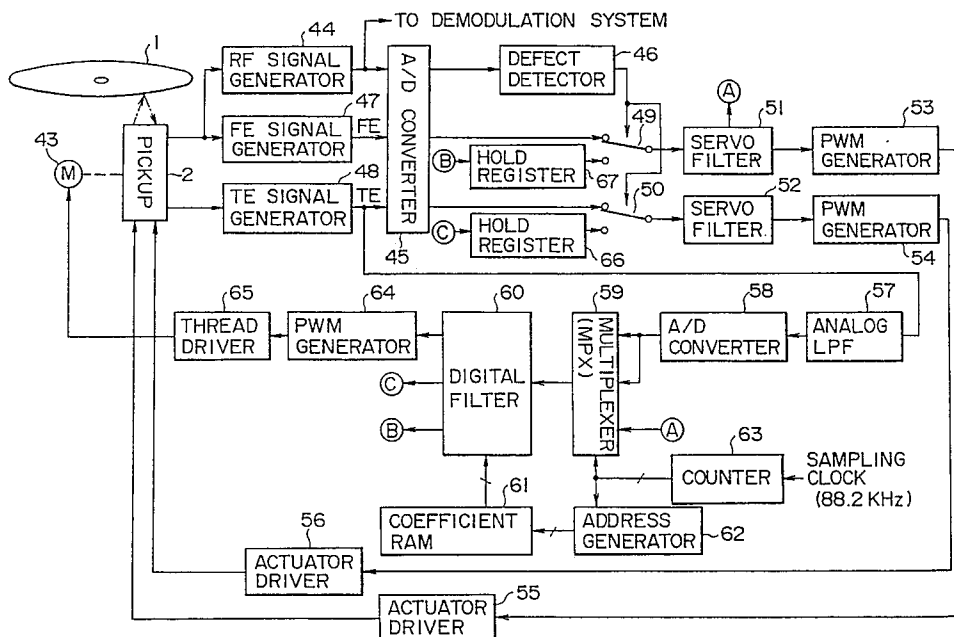 TO DEMODULATION SYSTEM
44
1
RF SIGNAL
GENERATOR
A/D CONVERTER
45
DEFECT
DETECTOR
46
A
47
FE SIGNAL
GENERATOR
FE
49
51
SERVO
FILTER
53
PWM
GENERATOR
43
M
PICKUP
2
B
HOLD
REGISTER
67
48
TE SIGNAL
GENERATOR
TE
50
52
SERVO
FILTER.
PWM
GENERATOR
54
C
HOLD
REGISTER
66
65
THREAD
DRIVER
64
PWM
GENERATOR
60
DIGITAL
FILTER
59
MULTIPLEXER
(MPX)
58
A/D
CONVERTER
57
ANALOG
LPF
C
B
A
63
COUNTER
SAMPLING
CLOCK
(88.2 KHz)
61
COEFFICIENT
RAM
ADDRESS
GENERATOR
62
56
ACTUATOR
DRIVER
55
ACTUATOR
DRIVER